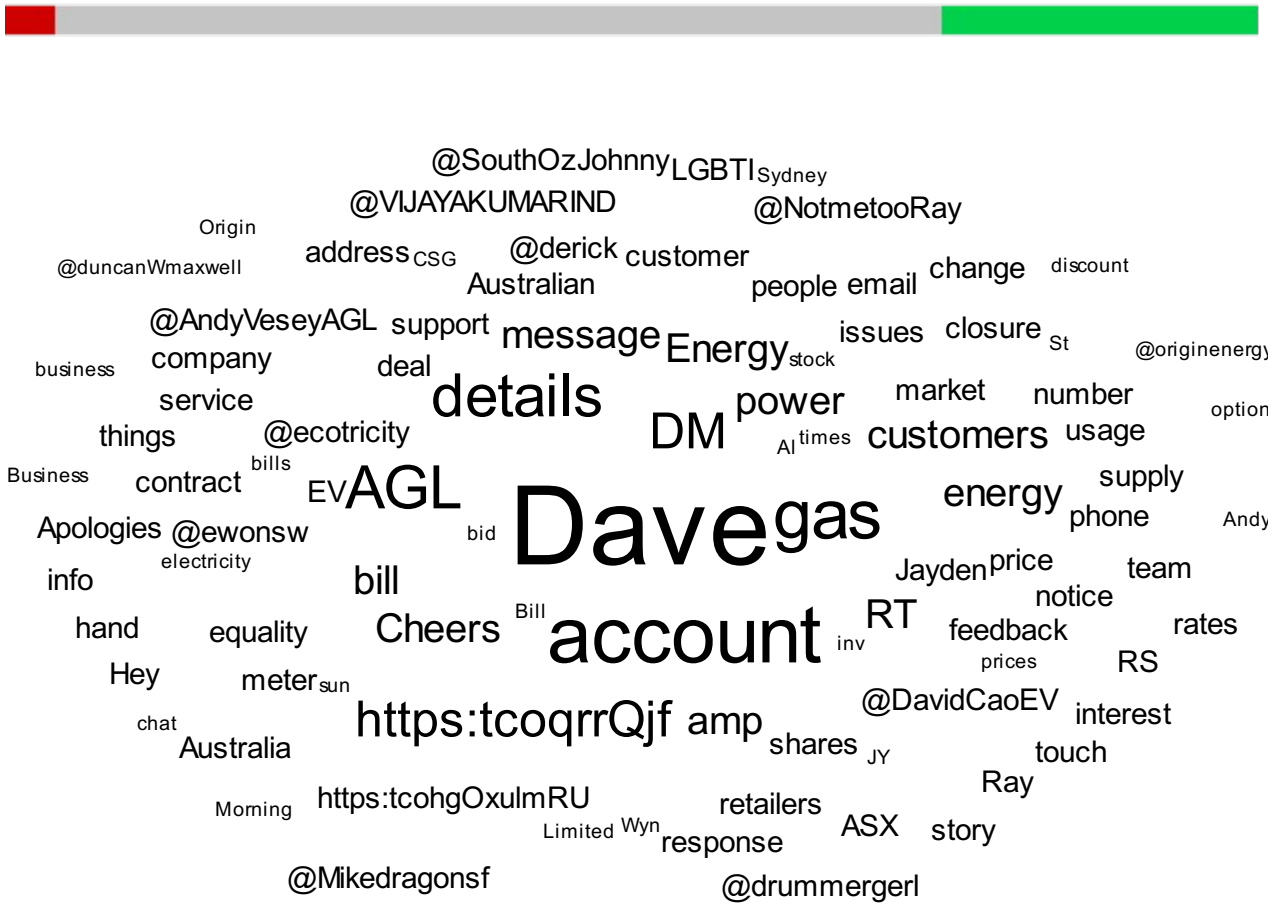 @SouthOzJohnny LGBTI Sydney
@VIJAYAKUMARIND @NotmetooRay
Origin
address CSG @derick customer
@duncanWmaxwell Australian people email change discount
@AndyVeseyAGL support message Energy issues closure St
business company deal stock @originenergy
service details DM power market number option
things @ecotricity AI times customers usage
Business contract bills EV AGL energy supply
Apologies @ewonsw bid Dave gas phone Andy
electricity
info bill Jayden price team
notice
hand equality Cheers Bill account inv RT feedback rates
Hey meter sun prices RS
chat https:tcoqrrQjf amp @DavidCaoEV interest
Australia shares JY touch
Ray
Morning https:tcohgOxulmRU retailers
Limited Wyn response ASX story
@Mikedragonsf @drummergerl